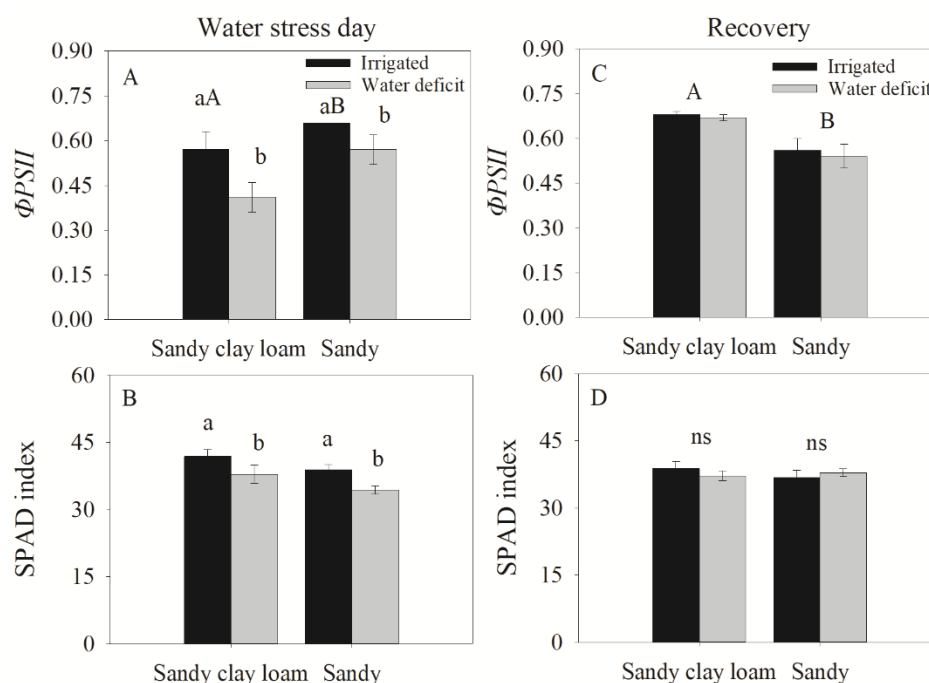 Water stress day
0.90
A
Irrigated
Water deficit
0.75
aA
aB
b
0.60
b
ΦPSII
0.45
0.30
0.15
0.00
Sandy clay loam Sandy
Recovery
0.90
C
Irrigated
Water deficit
0.75
A
B
0.60
ΦPSII
0.45
0.30
0.15
0.00
Sandy clay loam Sandy
60
B
45
a
b
a
b
SPAD index
30
15
0
Sandy clay loam Sandy
60
D
45
ns
ns
SPAD index
30
15
0
Sandy clay loam Sandy